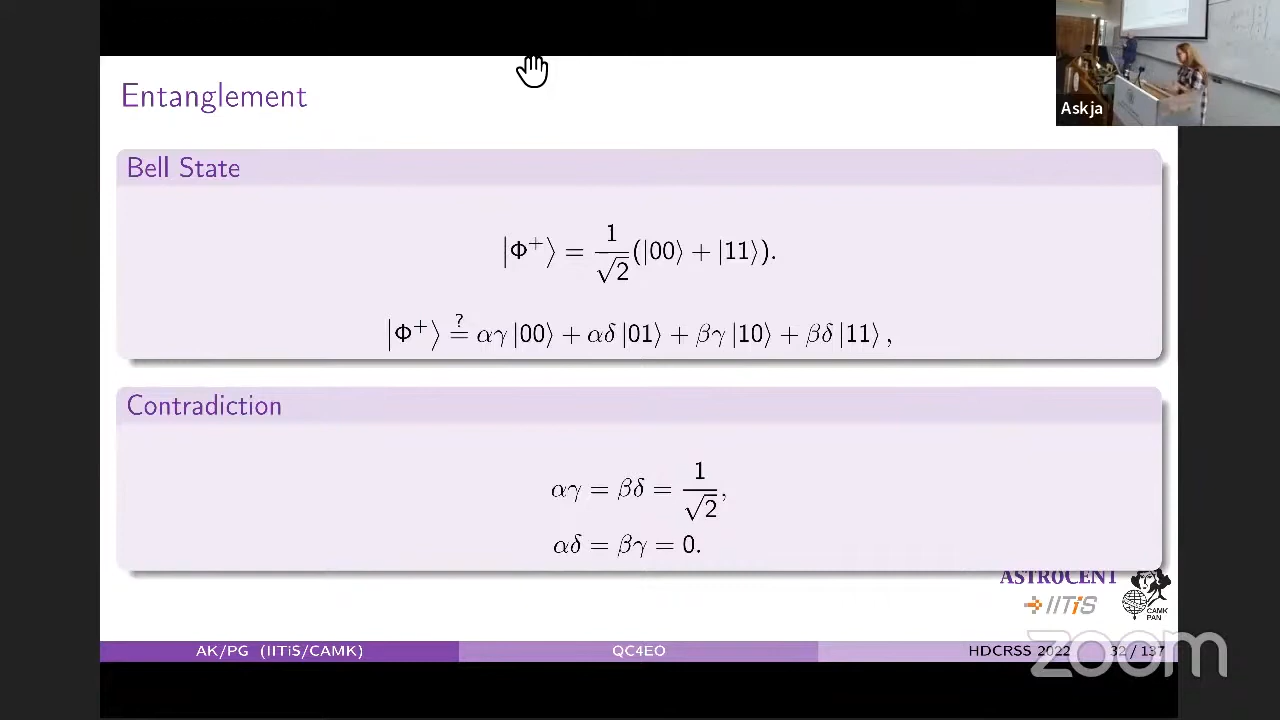 Entanglement
Askja
Bell State
|Φ⁺⟩ = 1/√2 (|00⟩ + |11⟩).
|Φ⁺⟩ ≟ αγ |00⟩ + αδ |01⟩ + βγ |10⟩ + βδ |11⟩ ,
Contradiction
αγ = βδ = 1/√2,
αδ = βγ = 0.
ASTROCENT
IITiS
CAMK
PAN
AK/PG (IITiS/CAMK) QC4EO HDCRSS 2022 32 / 137
zoom